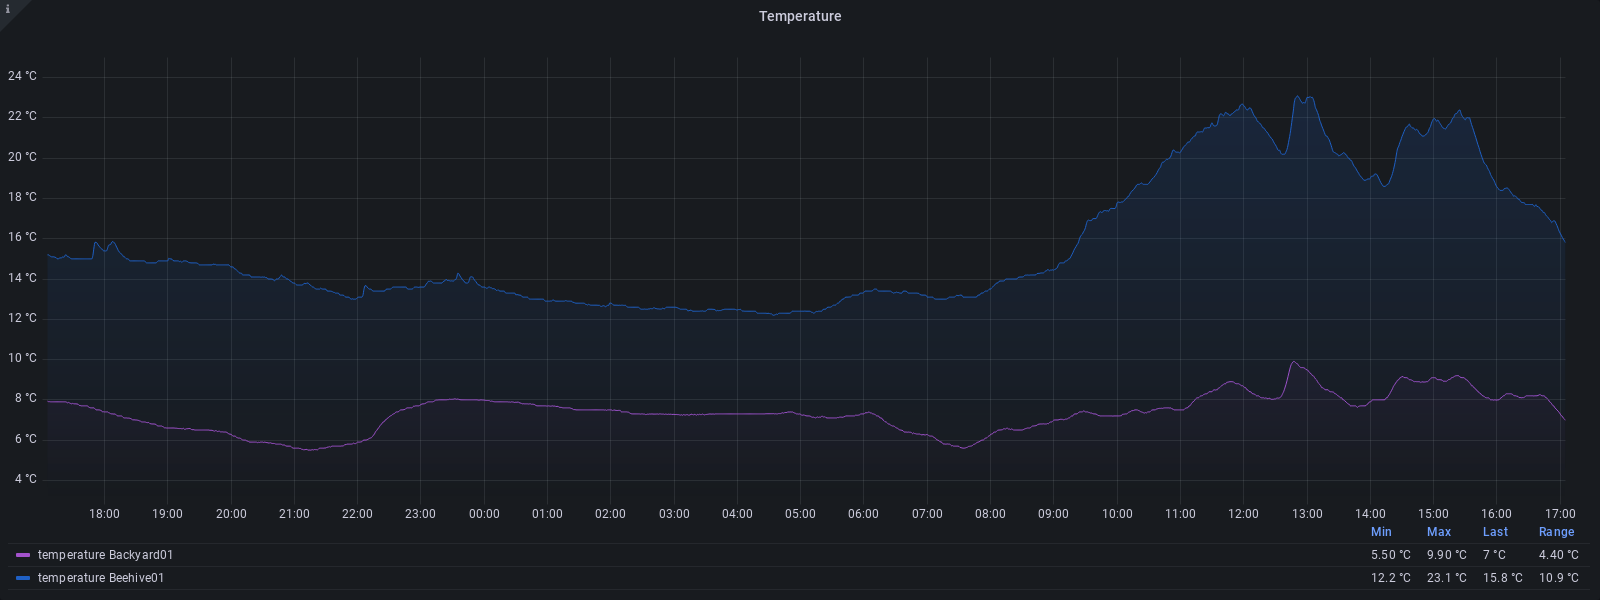 i
Temperature
24 °C
22 °C
20 °C
18 °C
16 °C
14 °C
12 °C
10 °C
8 °C
6 °C
4 °C
18:00 19:00 20:00 21:00 22:00 23:00 00:00 01:00 02:00 03:00 04:00 05:00 06:00 07:00 08:00 09:00 10:00 11:00 12:00 13:00 14:00 15:00 16:00 17:00
Min Max Last Range
temperature Backyard01 5.50 °C 9.90 °C 7 °C 4.40 °C
temperature Beehive01 12.2 °C 23.1 °C 15.8 °C 10.9 °C